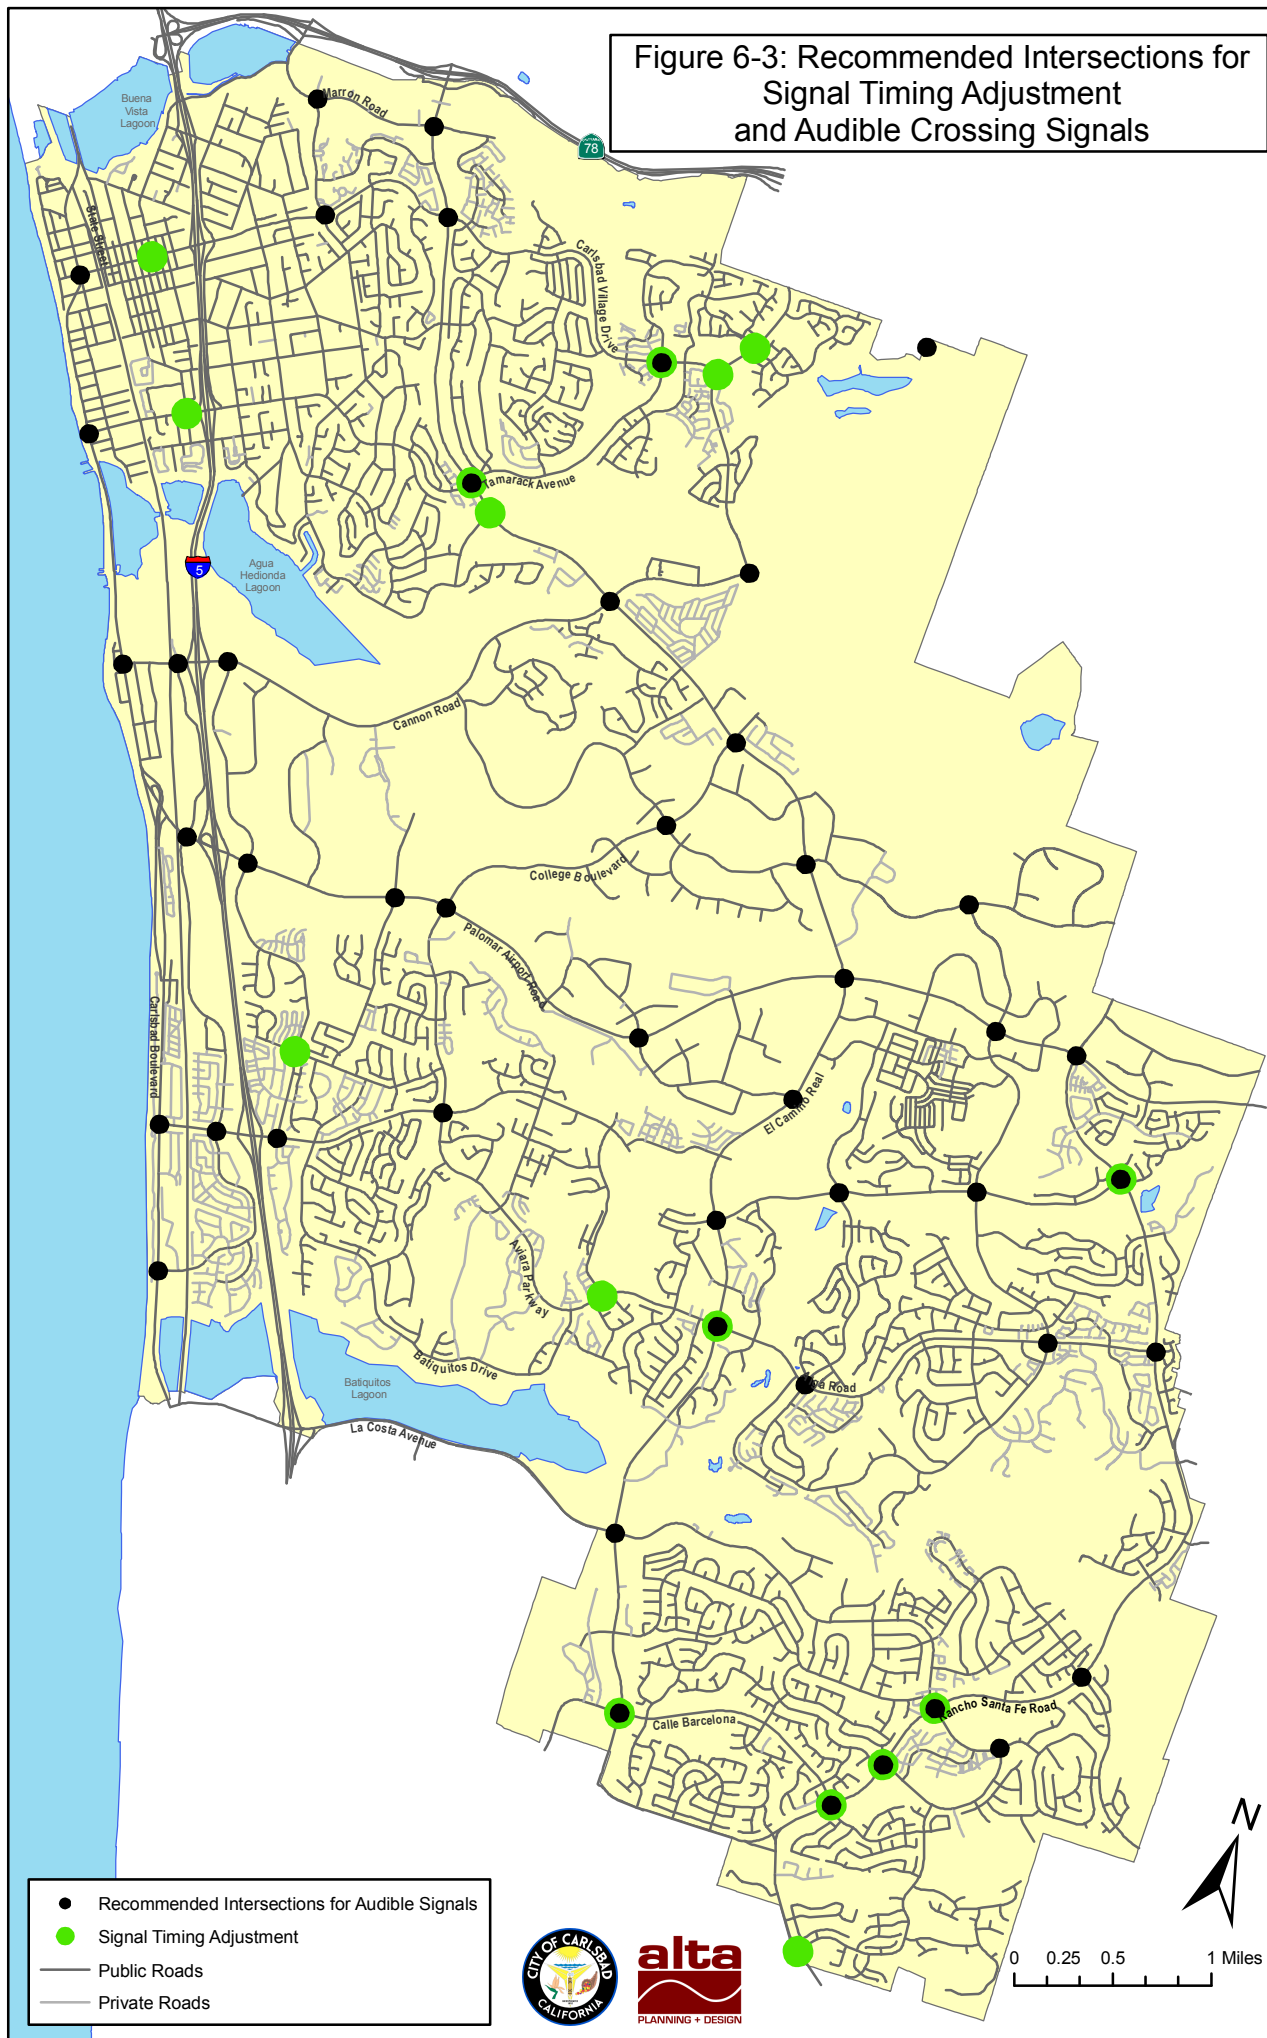 Figure 6-3: Recommended Intersections for
Signal Timing Adjustment
and Audible Crossing Signals
Buena
Vista
Lagoon
Marron Road
78
State Street
Carlsbad Village Drive
Tamarack Avenue
5
Agua
Hedionda
Lagoon
Cannon Road
College Boulevard
Palomar Airport Road
Carlsbad Boulevard
El Camino Real
Aviara Parkway
Batiquitos Drive
Batiquitos
Lagoon
Road
La Costa Avenue
Rancho Santa Fe Road
Calle Barcelona
N
Recommended Intersections for Audible Signals
Signal Timing Adjustment
Public Roads
Private Roads
CITY OF CARLSBAD
CALIFORNIA
alta
PLANNING + DESIGN
0 0.25 0.5 1 Miles